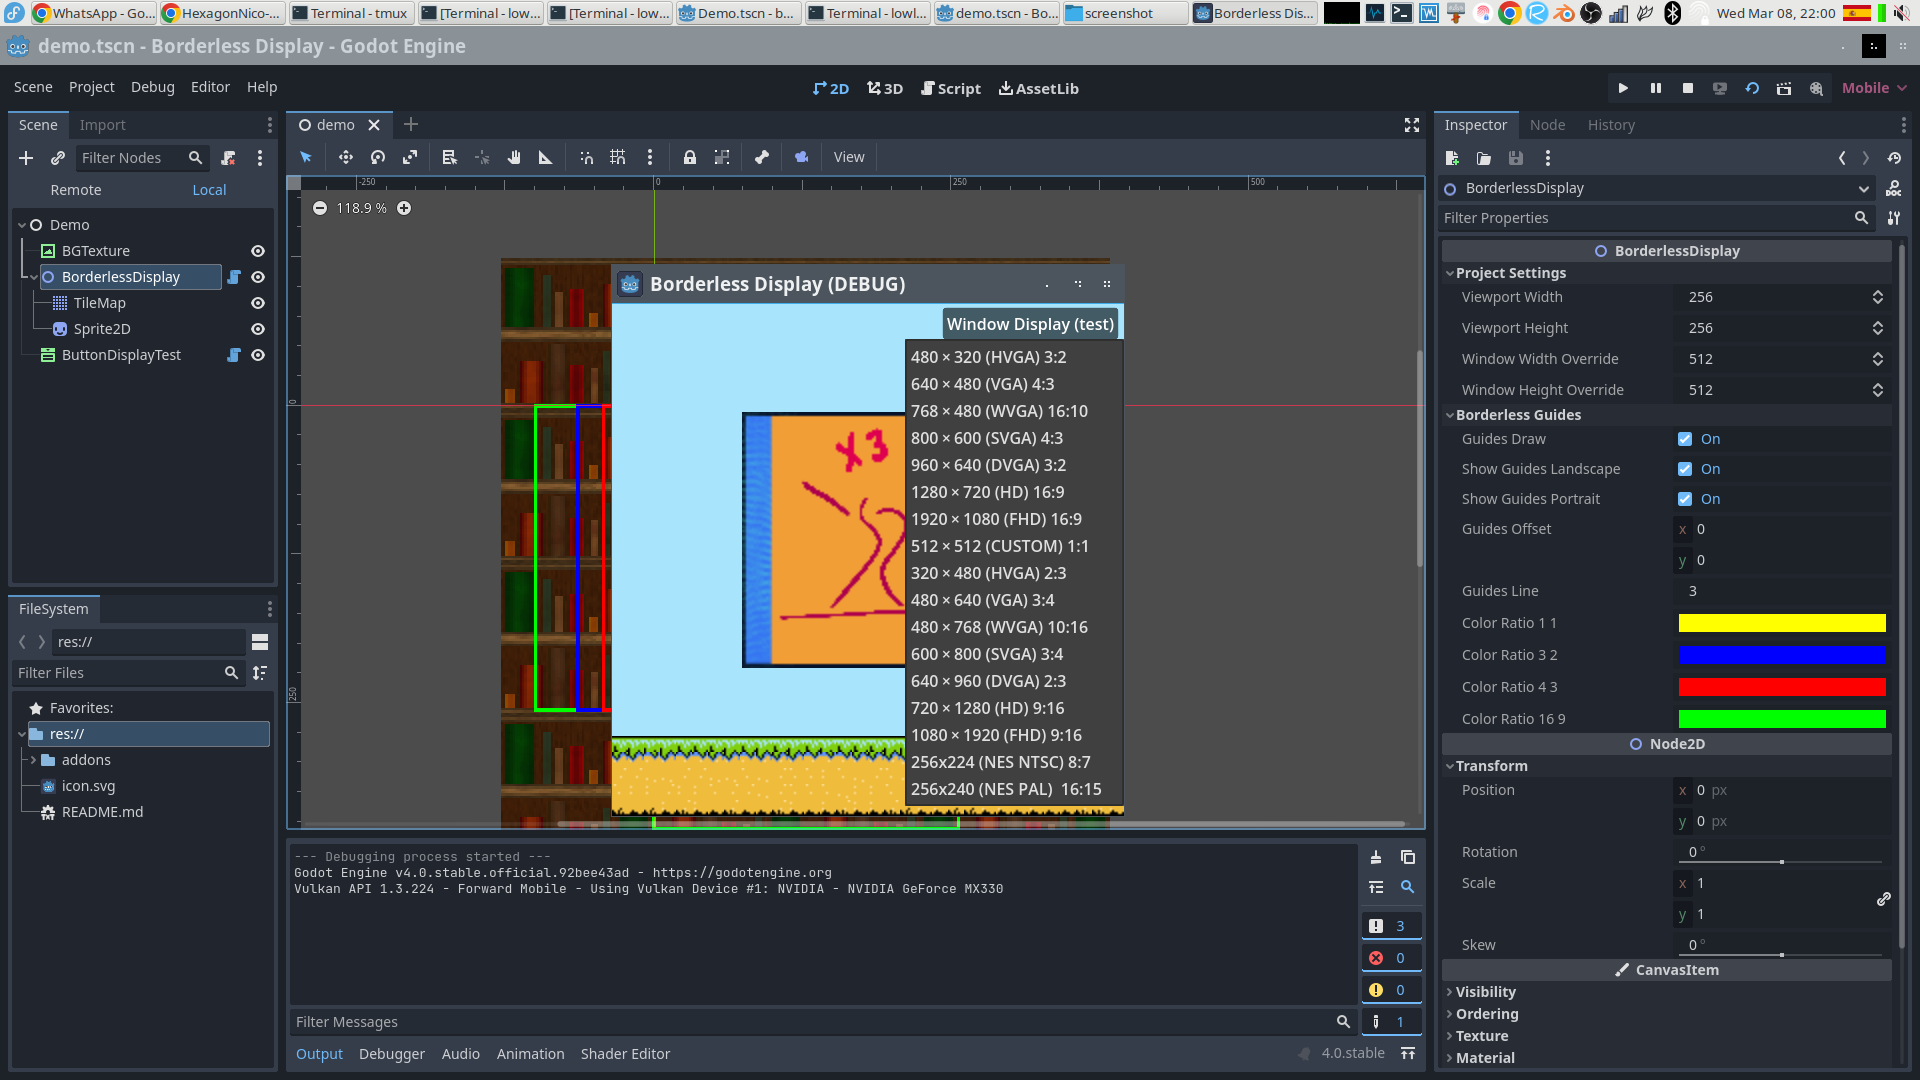 WhatsApp - Go...
HexagonNico-...
Terminal - tmux
[Terminal - low...
[Terminal - low...
Demo.tscn - b...
Terminal - lowl...
demo.tscn - Bo...
screenshot
Borderless Dis...
Wed Mar 08, 22:00
demo.tscn - Borderless Display - Godot Engine
Scene Project Debug Editor Help
2D 3D Script AssetLib
Mobile
Scene Import
demo
Filter Nodes
Remote Local
Demo
BGTexture
BorderlessDisplay
TileMap
Sprite2D
ButtonDisplayTest
FileSystem
res://
Filter Files
Favorites:
res://
addons
icon.svg
README.md
View
-250 0 250 500
118.9 %
0
250
Borderless Display (DEBUG)
Window Display (test)
x3
480 × 320 (HVGA) 3:2
640 × 480 (VGA) 4:3
768 × 480 (WVGA) 16:10
800 × 600 (SVGA) 4:3
960 × 640 (DVGA) 3:2
1280 × 720 (HD) 16:9
1920 × 1080 (FHD) 16:9
512 × 512 (CUSTOM) 1:1
320 × 480 (HVGA) 2:3
480 × 640 (VGA) 3:4
480 × 768 (WVGA) 10:16
600 × 800 (SVGA) 3:4
640 × 960 (DVGA) 2:3
720 × 1280 (HD) 9:16
1080 × 1920 (FHD) 9:16
256x224 (NES NTSC) 8:7
256x240 (NES PAL) 16:15
--- Debugging process started ---
Godot Engine v4.0.stable.official.92bee43ad - https://godotengine.org
Vulkan API 1.3.224 - Forward Mobile - Using Vulkan Device #1: NVIDIA - NVIDIA GeForce MX330
3
0
0
1
Filter Messages
Output Debugger Audio Animation Shader Editor
4.0.stable
Inspector Node History
BorderlessDisplay
DOC
Filter Properties
BorderlessDisplay
Project Settings
Viewport Width 256
Viewport Height 256
Window Width Override 512
Window Height Override 512
Borderless Guides
Guides Draw On
Show Guides Landscape On
Show Guides Portrait On
Guides Offset x 0
y 0
Guides Line 3
Color Ratio 1 1
Color Ratio 3 2
Color Ratio 4 3
Color Ratio 16 9
Node2D
Transform
Position x 0 px
y 0 px
Rotation 0 °
Scale x 1
y 1
Skew 0 °
CanvasItem
Visibility
Ordering
Texture
Material